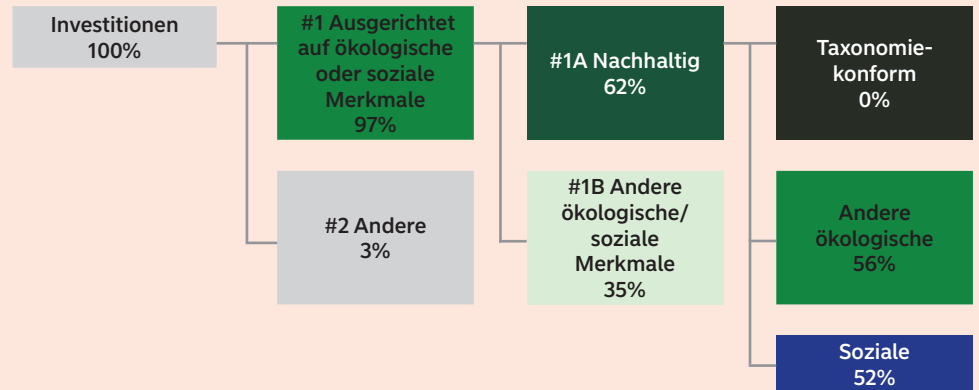 Investitionen
100%
#1 Ausgerichtet
auf ökologische
oder soziale
Merkmale
97%
#1A Nachhaltig
62%
Taxonomie-
konform
0%
#2 Andere
3%
#1B Andere
ökologische/
soziale
Merkmale
35%
Andere
ökologische
56%
Soziale
52%